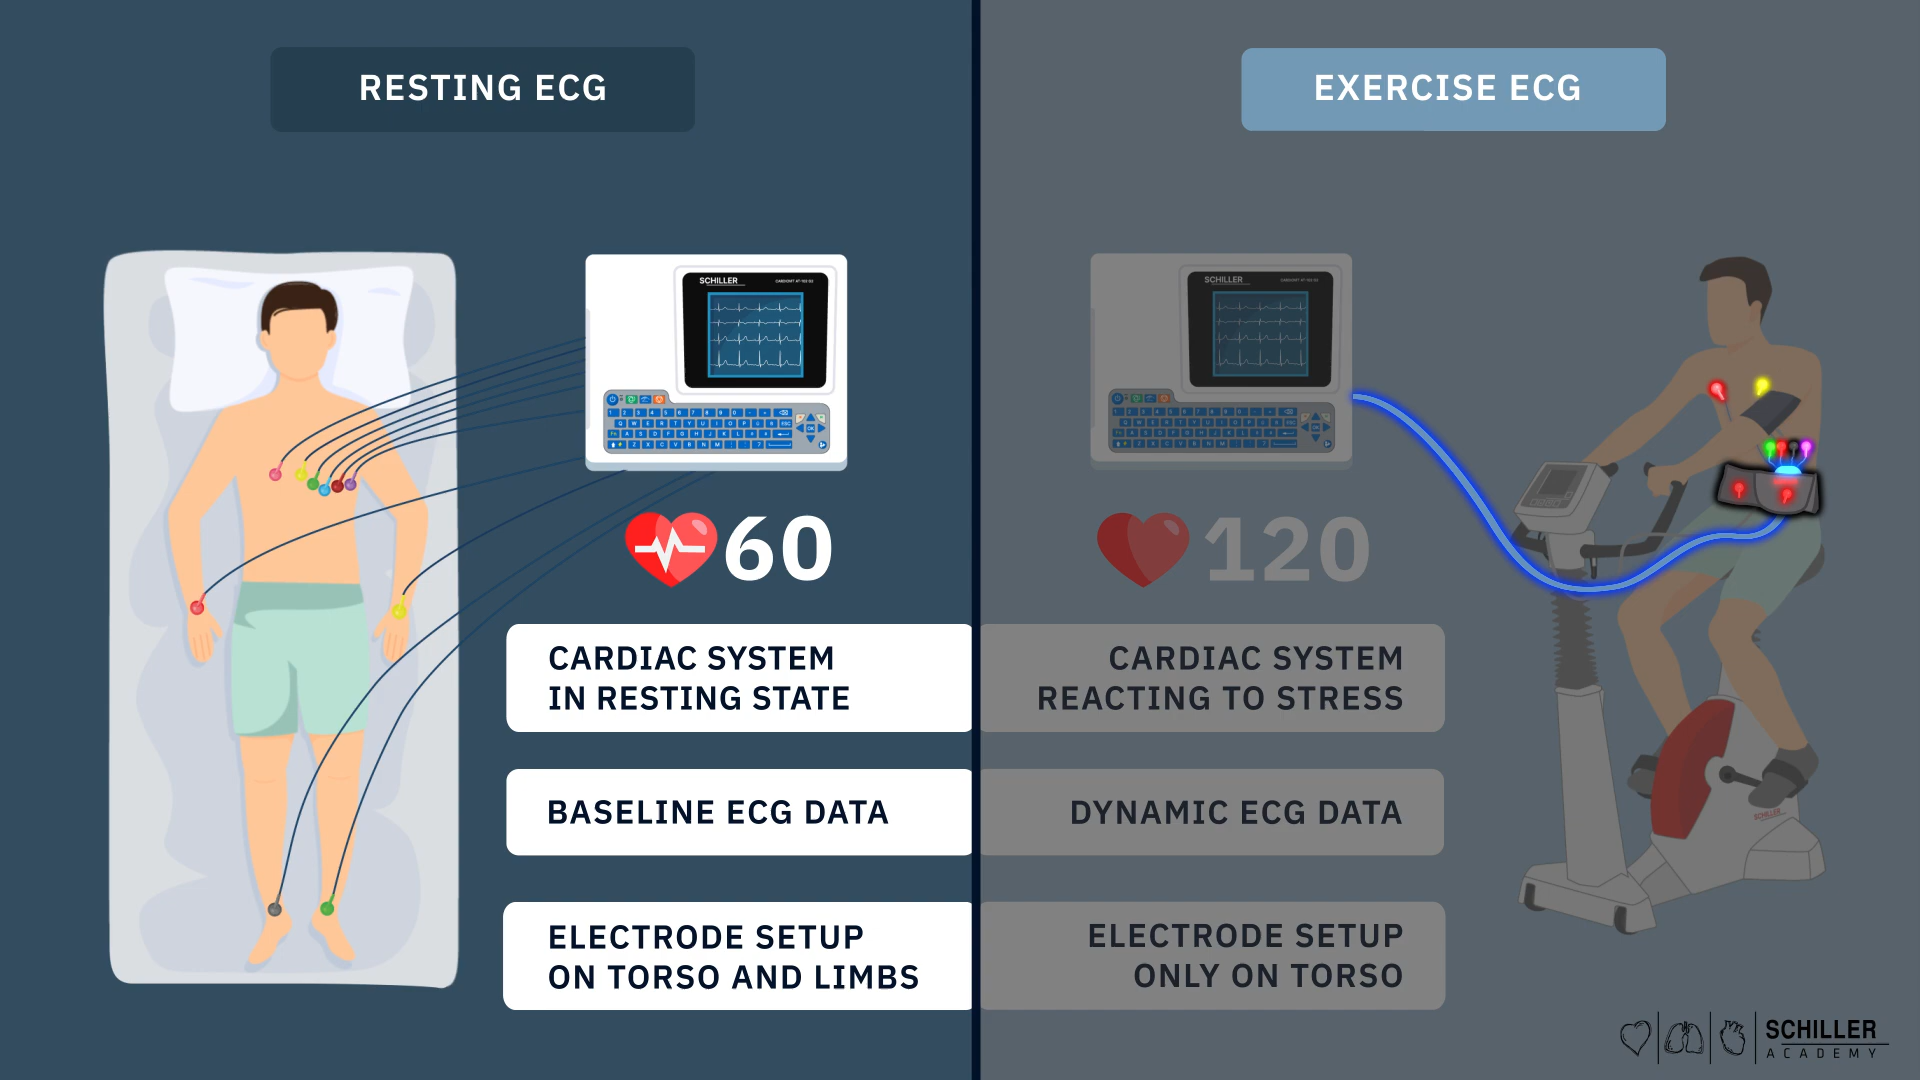 RESTING ECG
SCHILLER
60
CARDIAC SYSTEM
IN RESTING STATE
BASELINE ECG DATA
ELECTRODE SETUP
ON TORSO AND LIMBS
EXERCISE ECG
SCHILLER
120
CARDIAC SYSTEM
REACTING TO STRESS
DYNAMIC ECG DATA
ELECTRODE SETUP
ONLY ON TORSO
SCHILLER
SCHILLER
ACADEMY